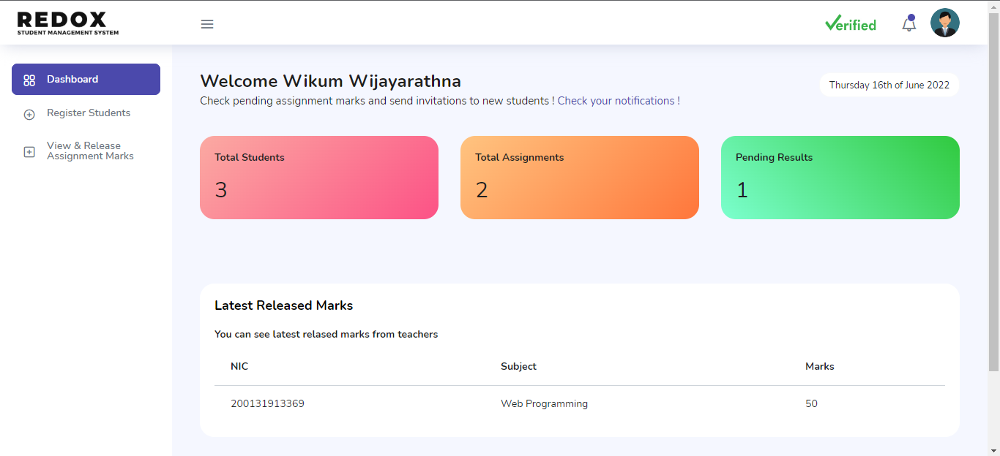 REDOX
STUDENT MANAGEMENT SYSTEM
Verified
Dashboard
Register Students
View & Release
Assignment Marks
Welcome Wikum Wijayarathna
Check pending assignment marks and send invitations to new students ! Check your notifications !
Thursday 16th of June 2022
Total Students
3
Total Assignments
2
Pending Results
1
Latest Released Marks
You can see latest relased marks from teachers
NIC Subject Marks
200131913369 Web Programming 50